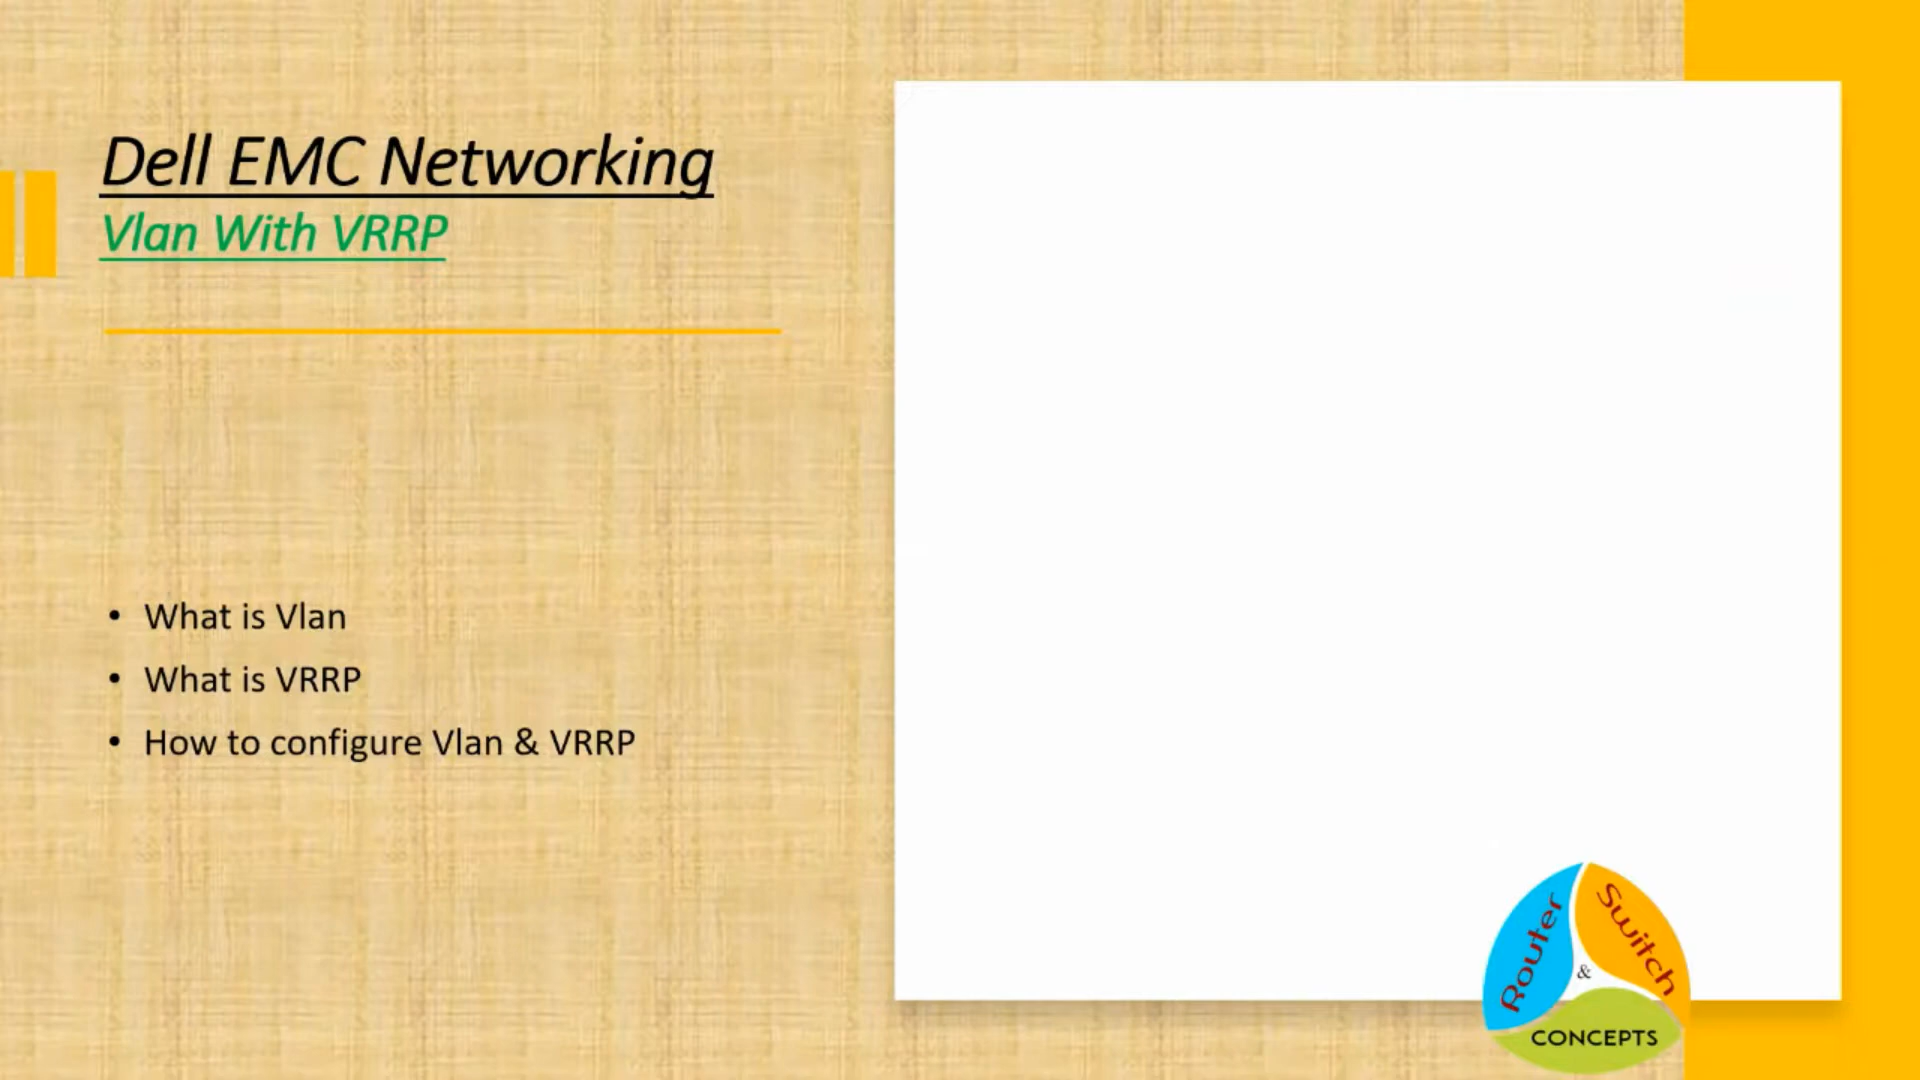 Dell EMC Networking
Vlan With VRRP
• What is Vlan
• What is VRRP
• How to configure Vlan & VRRP
Router
&
Switch
CONCEPTS